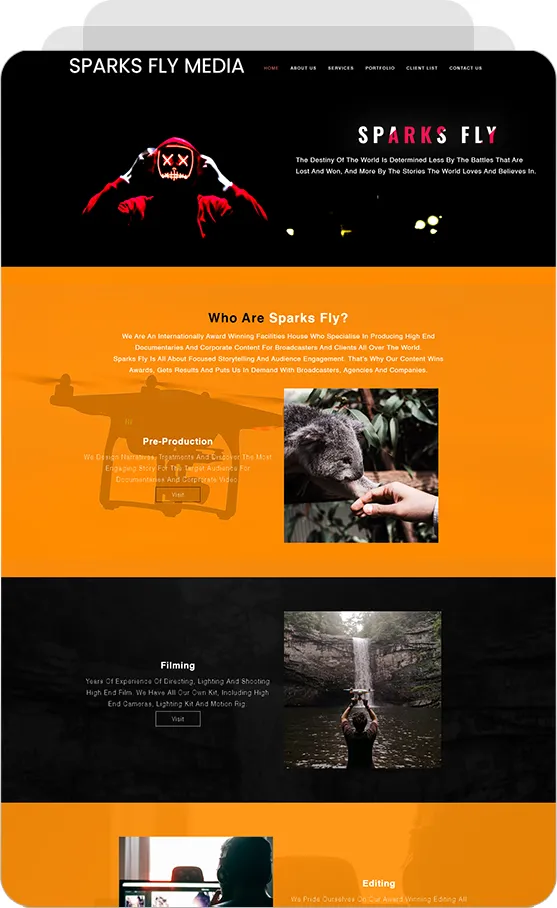 SPARKS FLY MEDIA
HOME ABOUT US SERVICES PORTFOLIO CLIENT LIST CONTACT US
SPARKS FLY
The Destiny Of The World Is Determined Less By The Battles That Are
Lost And Won, And More By The Stories The World Loves And Believes In.
Who Are Sparks Fly?
We Are An Internationally Award Winning Facilities House Who Specialise In Producing High End
Documentaries And Corporate Content For Broadcasters And Clients All Over The World.
Sparks Fly Is All About Focused Storytelling And Audience Engagement. That's Why Our Content Wins
Awards, Gets Results And Puts Us In Demand With Broadcasters, Agencies And Companies.
Pre-Production
We Design Narratives, Treatments And Discover The Most
Engaging Story For The Target Audience For
Documentaries And Corporate Video.
Visit
Filming
Years Of Experience Of Directing, Lighting And Shooting
High End Film. We Have All Our Own Kit, Including High
End Cameras, Lighting Kit And Motion Rig.
Visit
Editing
We Pride Ourselves On Our Award Winning Editing All